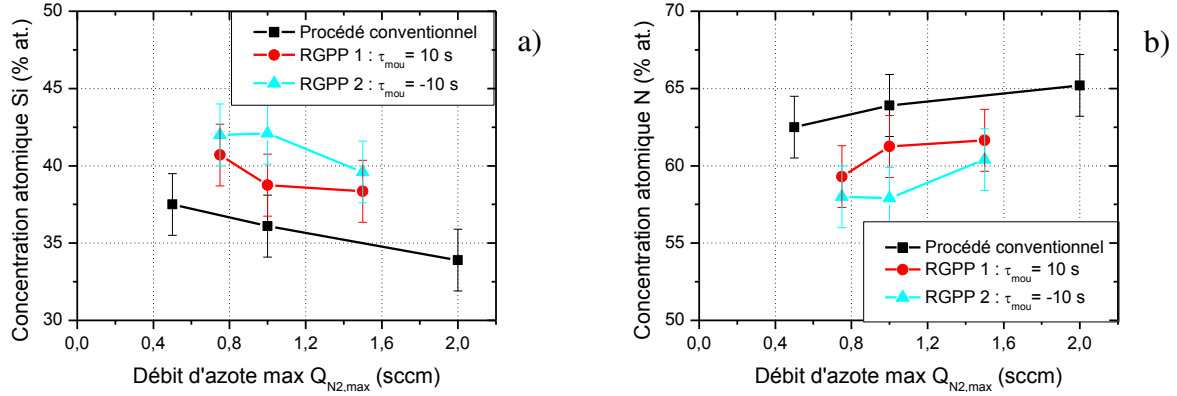 50
45
40
35
30
Concentration atomique Si (% at.)
Procédé conventionnel
RGPP 1 : τmou= 10 s
RGPP 2 : τmou= -10 s
a)
0,0 0,4 0,8 1,2 1,6 2,0
Débit d'azote max QN2,max (sccm)
70
65
60
55
50
Concentration atomique N (% at.)
b)
Procédé conventionnel
RGPP 1 : τmou= 10 s
RGPP 2 : τmou= -10 s
0,0 0,4 0,8 1,2 1,6 2,0
Débit d'azote max QN2,max (sccm)